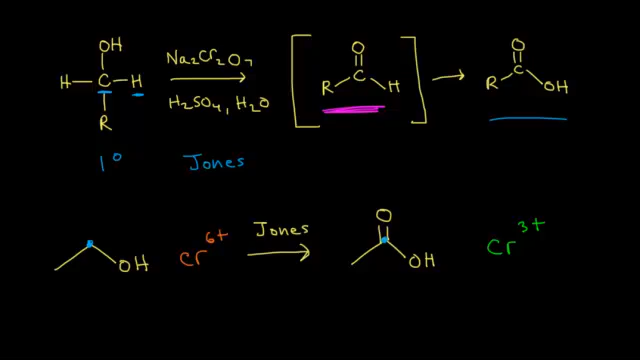 OH
H C H
R
Na2Cr2O7
H2SO4, H2O
O
R C H
O
R C OH
1° Jones
OH
Cr6+
Jones
O
OH
Cr3+